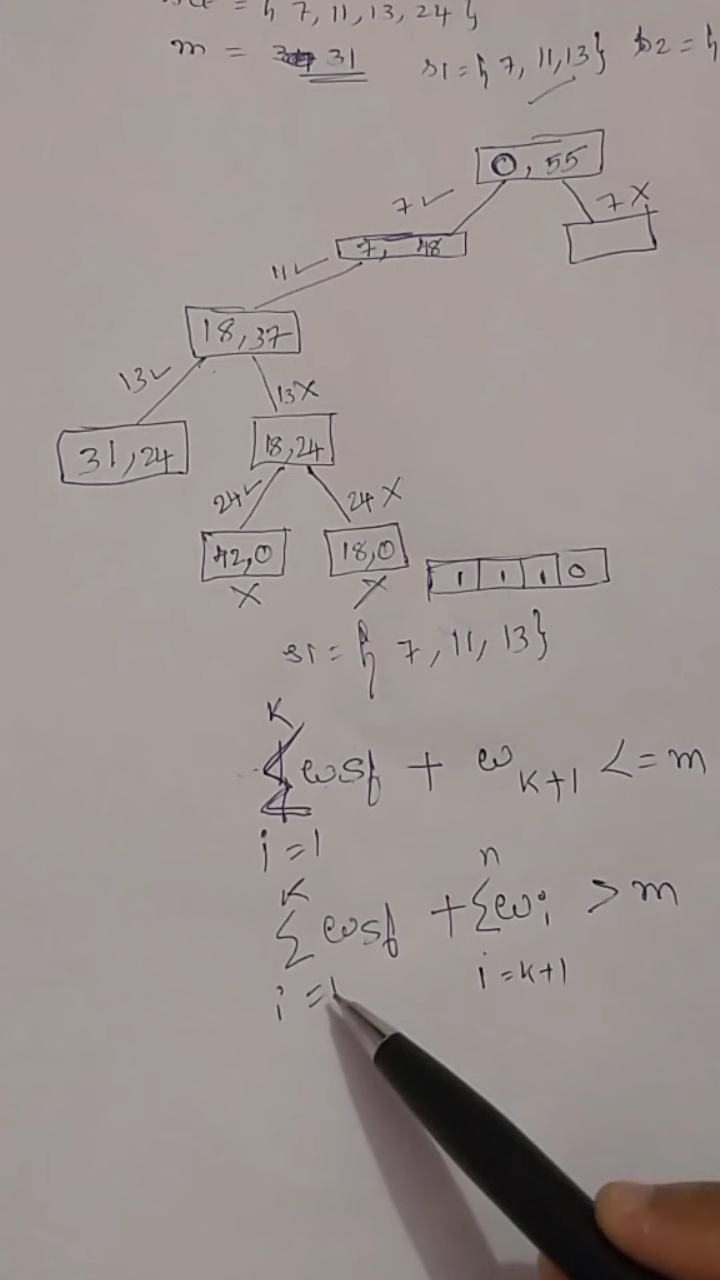 = { 7, 11, 13, 24 }
m = 31 s1 = { 7, 11, 13 } s2 = {
0, 55
7 ✓ 7 X
7, 48
11 ✓
18, 37
13 ✓ 13 X
31, 24 18, 24
24 ✓ 24 X
42, 0 18, 0
X X
1 1 1 0
s1 = { 7, 11, 13 }
K
Σ wsf + w K+1 <= m
i = 1
K n
Σ wsf + Σ wi > m
i = 1 i = k+1